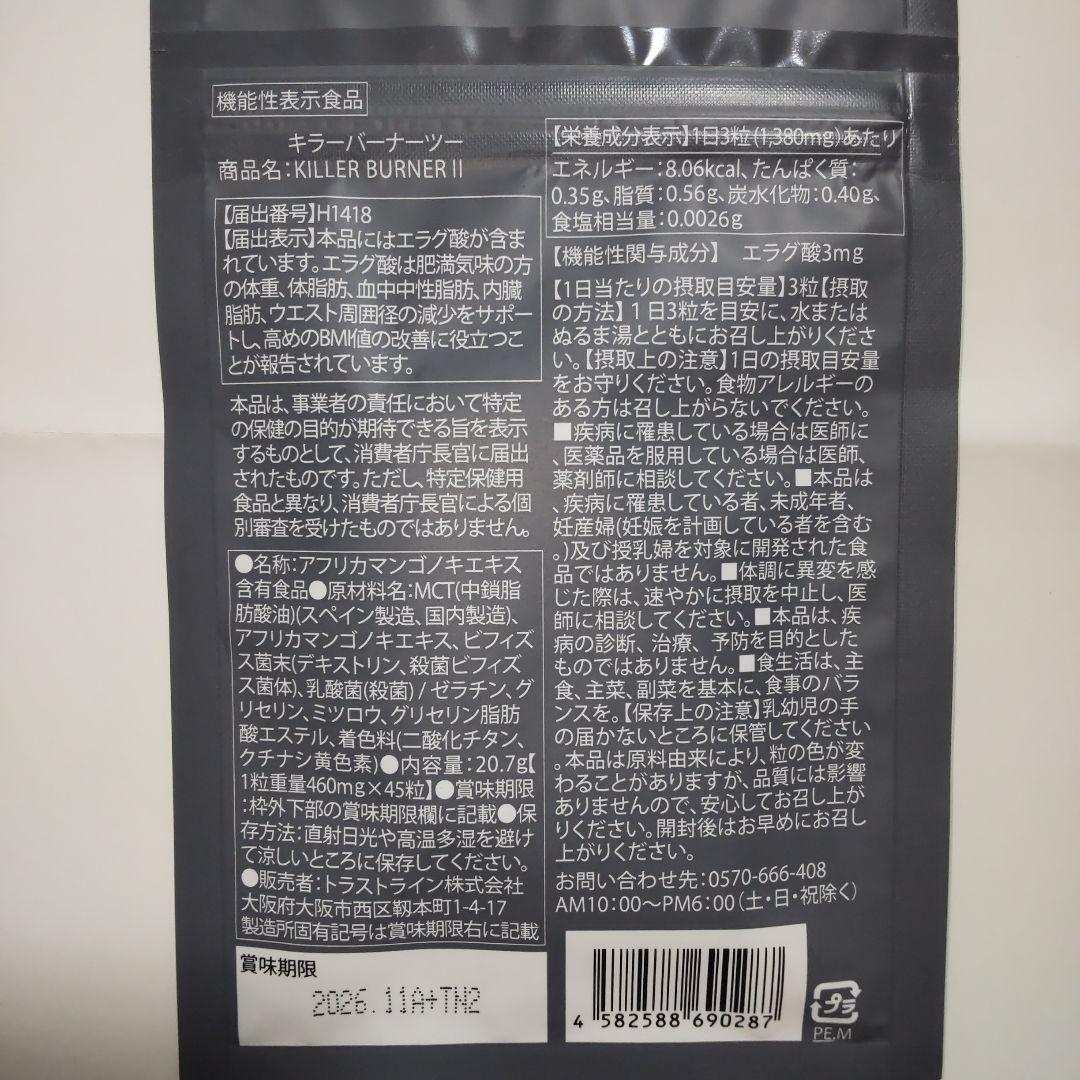 機能性表示食品
キラーバーナーツー
商品名:KILLER BURNER II
【届出番号】H1418
【届出表示】本品にはエラグ酸が含ま
れています。エラグ酸は肥満気味の方
の体重、体脂肪、血中中性脂肪、内臓
脂肪、ウエスト周囲径の減少をサポー
トし、高めのBMI値の改善に役立つこ
とが報告されています。
本品は、事業者の責任において特定
の保健の目的が期待できる旨を表示
するものとして、消費者庁長官に届出
されたものです。ただし、特定保健用
食品と異なり、消費者庁長官による個
別審査を受けたものではありません。
●名称:アフリカマンゴノキエキス
含有食品●原材料名:MCT(中鎖脂
肪酸油)(スペイン製造、国内製造)、
アフリカマンゴノキエキス、ビフィズ
ス菌末(デキストリン、殺菌ビフィズ
ス菌体)、乳酸菌(殺菌) / ゼラチン、グ
リセリン、ミツロウ、グリセリン脂肪
酸エステル、着色料(二酸化チタン、
クチナシ黄色素)●内容量:20.7g【
1粒重量460mg×45粒】●賞味期限
:枠外下部の賞味期限欄に記載●保
存方法:直射日光や高温多湿を避け
て涼しいところに保存してください。
●販売者:トラストライン株式会社
大阪府大阪市西区靱本町1-4-17
製造所固有記号は賞味期限右に記載
賞味期限
2026.11A+TN2
【栄養成分表示】1日3粒(1,380mg)あたり
エネルギー:8.06kcal、たんぱく質:
0.35g、脂質:0.56g、炭水化物:0.40g、
食塩相当量:0.0026g
【機能性関与成分】 エラグ酸3mg
【1日当たりの摂取目安量】3粒【摂取
の方法】1日3粒を目安に、水または
ぬるま湯とともにお召し上がりくださ
い。【摂取上の注意】1日の摂取目安量
をお守りください。食物アレルギーの
ある方は召し上がらないでください。
■疾病に罹患している場合は医師に
、医薬品を服用している場合は医師、
薬剤師に相談してください。■本品は
、疾病に罹患している者、未成年者、
妊産婦(妊娠を計画している者を含む
。)及び授乳婦を対象に開発された食
品ではありません。■体調に異変を感
じた際は、速やかに摂取を中止し、医
師に相談してください。■本品は、疾
病の診断、治療、予防を目的とした
ものではありません。■食生活は、主
食、主菜、副菜を基本に、食事のバラ
ンスを。【保存上の注意】乳幼児の手
の届かないところに保管してください
。本品は原料由来により、粒の色が変
わることがありますが、品質には影響
ありませんので、安心してお召し上が
りください。開封後はお早めにお召し
上がりください。
お問い合わせ先:0570-666-408
AM10:00〜PM6:00(土・日・祝除く)
4 582588 690287
プラ
PE,M